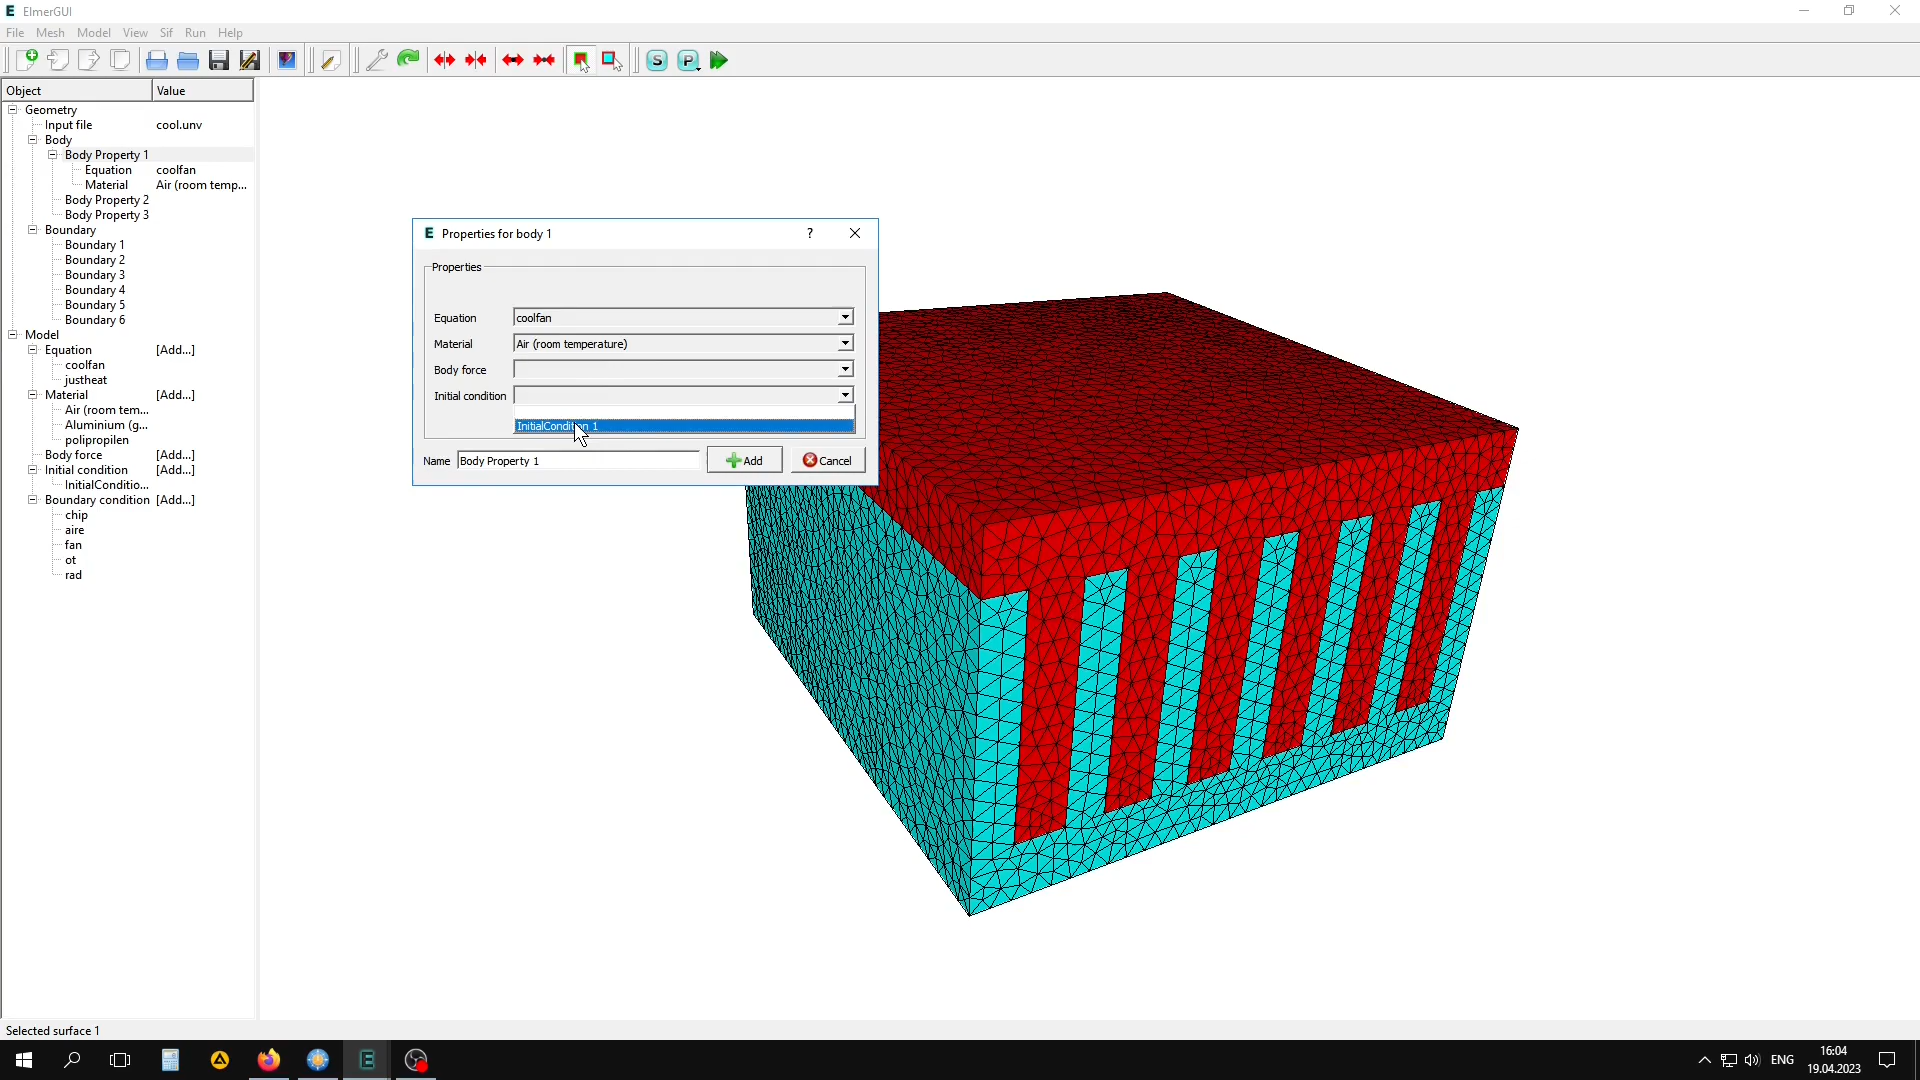 ElmerGUI
File Mesh Model View Sif Run Help
S P
Object Value
Geometry
Input file cool.unv
Body
Body Property 1
Equation coolfan
Material Air (room temp...
Body Property 2
Body Property 3
Boundary
Boundary 1
Boundary 2
Boundary 3
Boundary 4
Boundary 5
Boundary 6
Model
Equation [Add...]
coolfan
justheat
Material [Add...]
Air (room tem...
Aluminium (g...
polipropilen
Body force [Add...]
Initial condition [Add...]
InitialConditio...
Boundary condition [Add...]
chip
aire
fan
ot
rad
Properties for body 1
Properties
Equation coolfan
Material Air (room temperature)
Body force
Initial condition
InitialCondition 1
Name Body Property 1 Add Cancel
Selected surface 1
ENG
16:04
19.04.2023